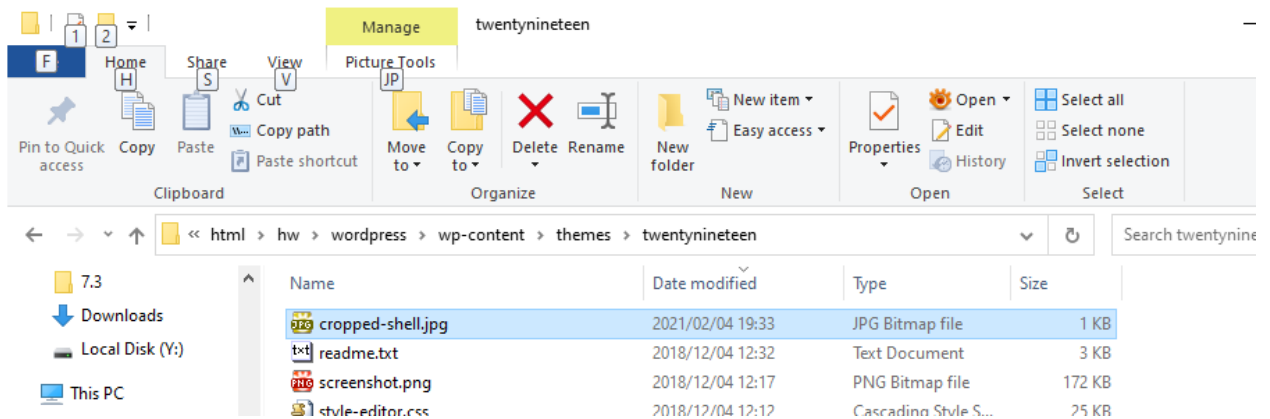 twentynineteen
Manage
1
2
F
Home
Share
View
Picture Tools
H
S
V
JP
Pin to Quick access
Copy
Paste
Cut
Copy path
Paste shortcut
Clipboard
Move to
Copy to
Delete
Rename
Organize
New folder
New item
Easy access
New
Properties
Open
Edit
History
Open
Select all
Select none
Invert selection
Select
« html > hw > wordpress > wp-content > themes > twentynineteen
Search twentynine
7.3
Downloads
Local Disk (Y:)
This PC
Name Date modified Type Size
cropped-shell.jpg 2021/02/04 19:33 JPG Bitmap file 1 KB
readme.txt 2018/12/04 12:32 Text Document 3 KB
screenshot.png 2018/12/04 12:17 PNG Bitmap file 172 KB
style-editor.css 2018/12/04 12:12 Cascading Style S... 25 KB